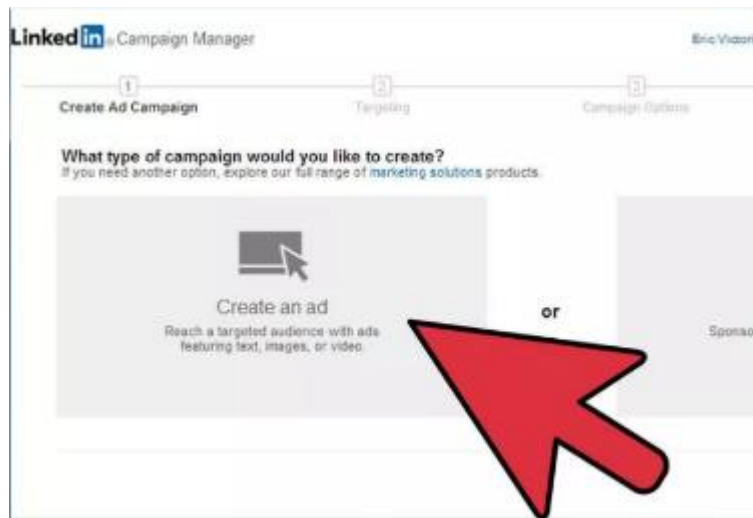 Linked in Campaign Manager
Eric
1 2 3
Create Ad Campaign Targeting Campaign Options
What type of campaign would you like to create?
If you need another option, explore our full range of marketing solutions products.
Create an ad
or
Reach a targeted audience with ads
featuring text, images, or video.